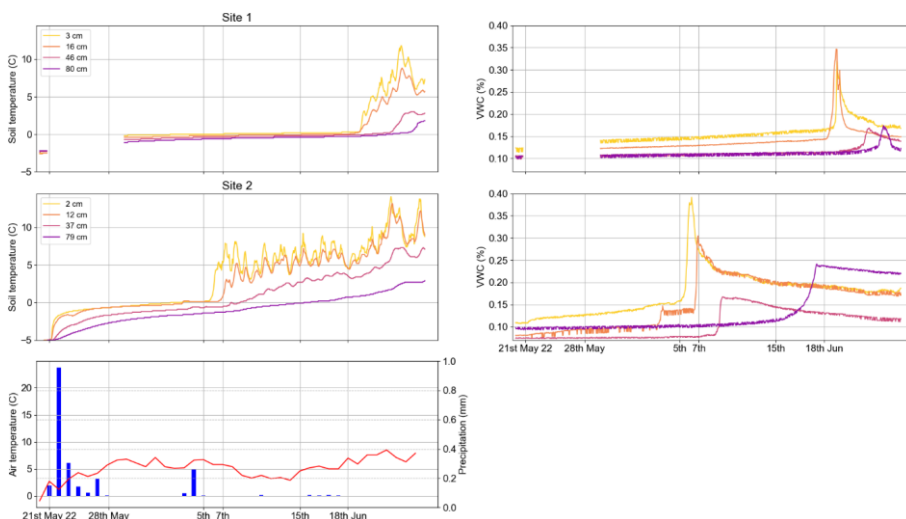 Site 1
Soil temperature (C)
10
5
0
-5
3 cm
16 cm
46 cm
80 cm
VWC (%)
0.40
0.35
0.30
0.25
0.20
0.15
0.10
Site 2
Soil temperature (C)
10
5
0
-5
2 cm
12 cm
37 cm
79 cm
VWC (%)
0.40
0.35
0.30
0.25
0.20
0.15
0.10
21st May 22 28th May 5th 7th 15th 18th Jun
Air temperature (C)
20
15
10
5
0
1.0
0.8
0.6
0.4
0.2
0.0
Precipitation (mm)
21st May 22 28th May 5th 7th 15th 18th Jun